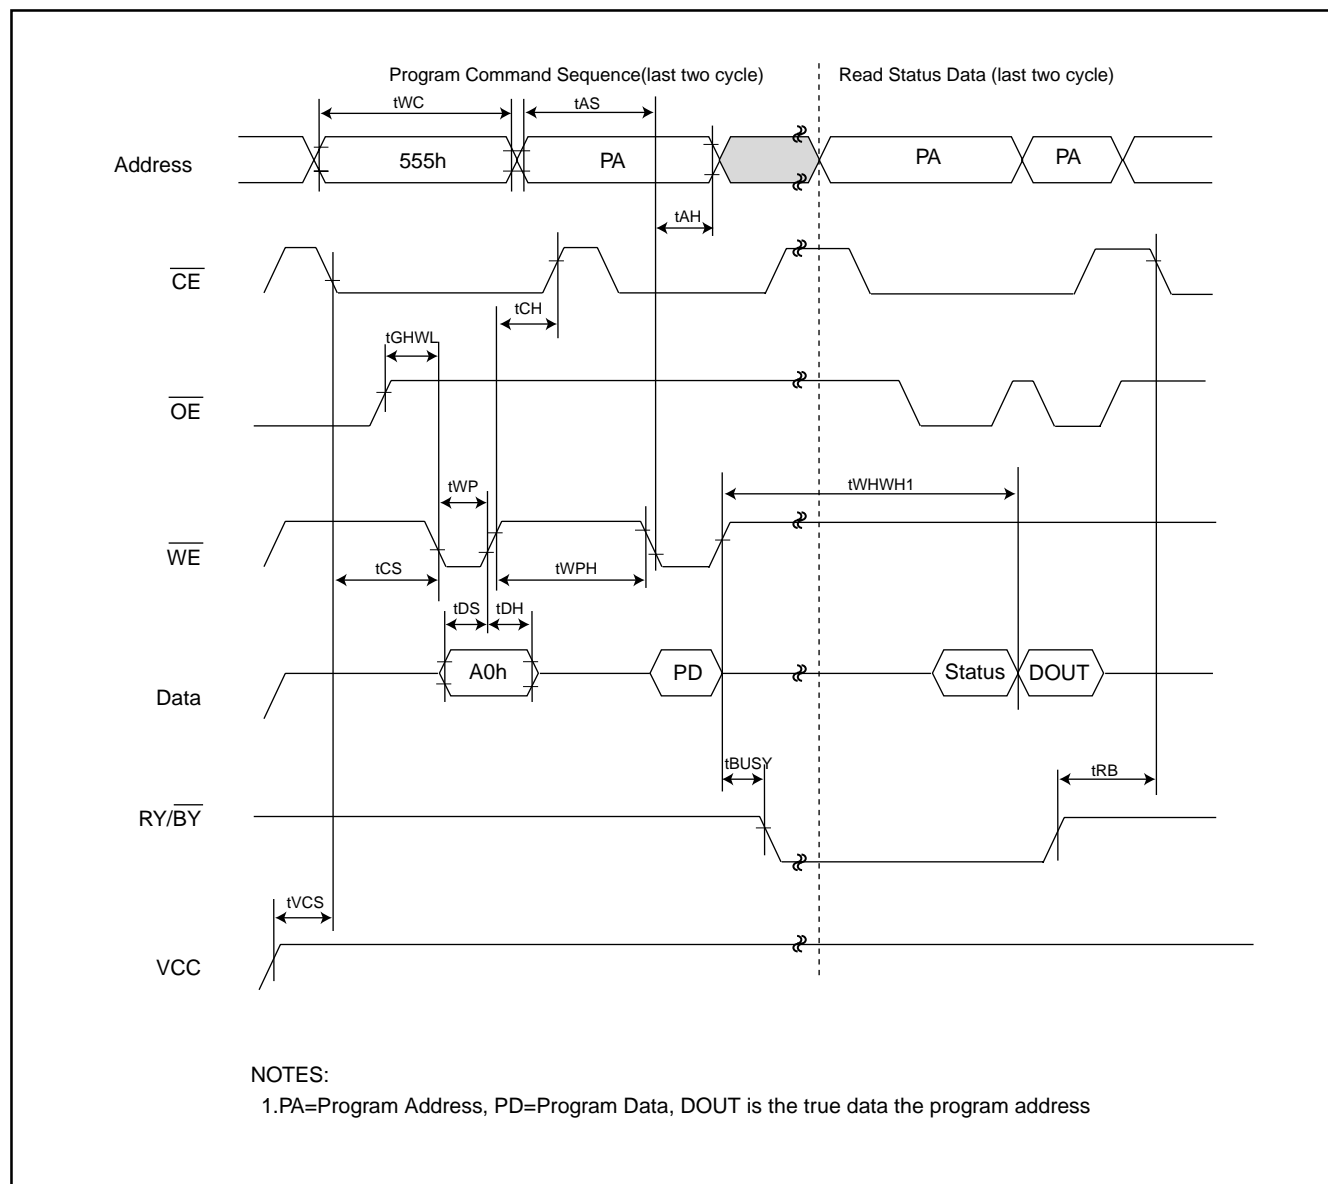 Program Command Sequence(last two cycle)
Read Status Data (last two cycle)
tWC
tAS
Address
555h
PA
PA
PA
tAH
CE
tCH
tGHWL
OE
tWP
tWHWH1
WE
tCS
tWPH
tDS
tDH
Data
A0h
PD
Status
DOUT
tBUSY
tRB
RY/BY
tVCS
VCC
NOTES:
1.PA=Program Address, PD=Program Data, DOUT is the true data the program address